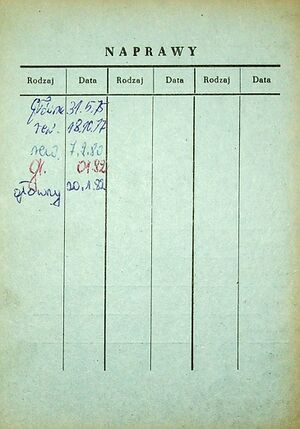 NAPRAWY
Rodzaj Data Rodzaj Data Rodzaj Data
Główna 31.5.75
rew. 18.10.77
rew. 7.2.80
gł. 01.82
główny 20.1.82